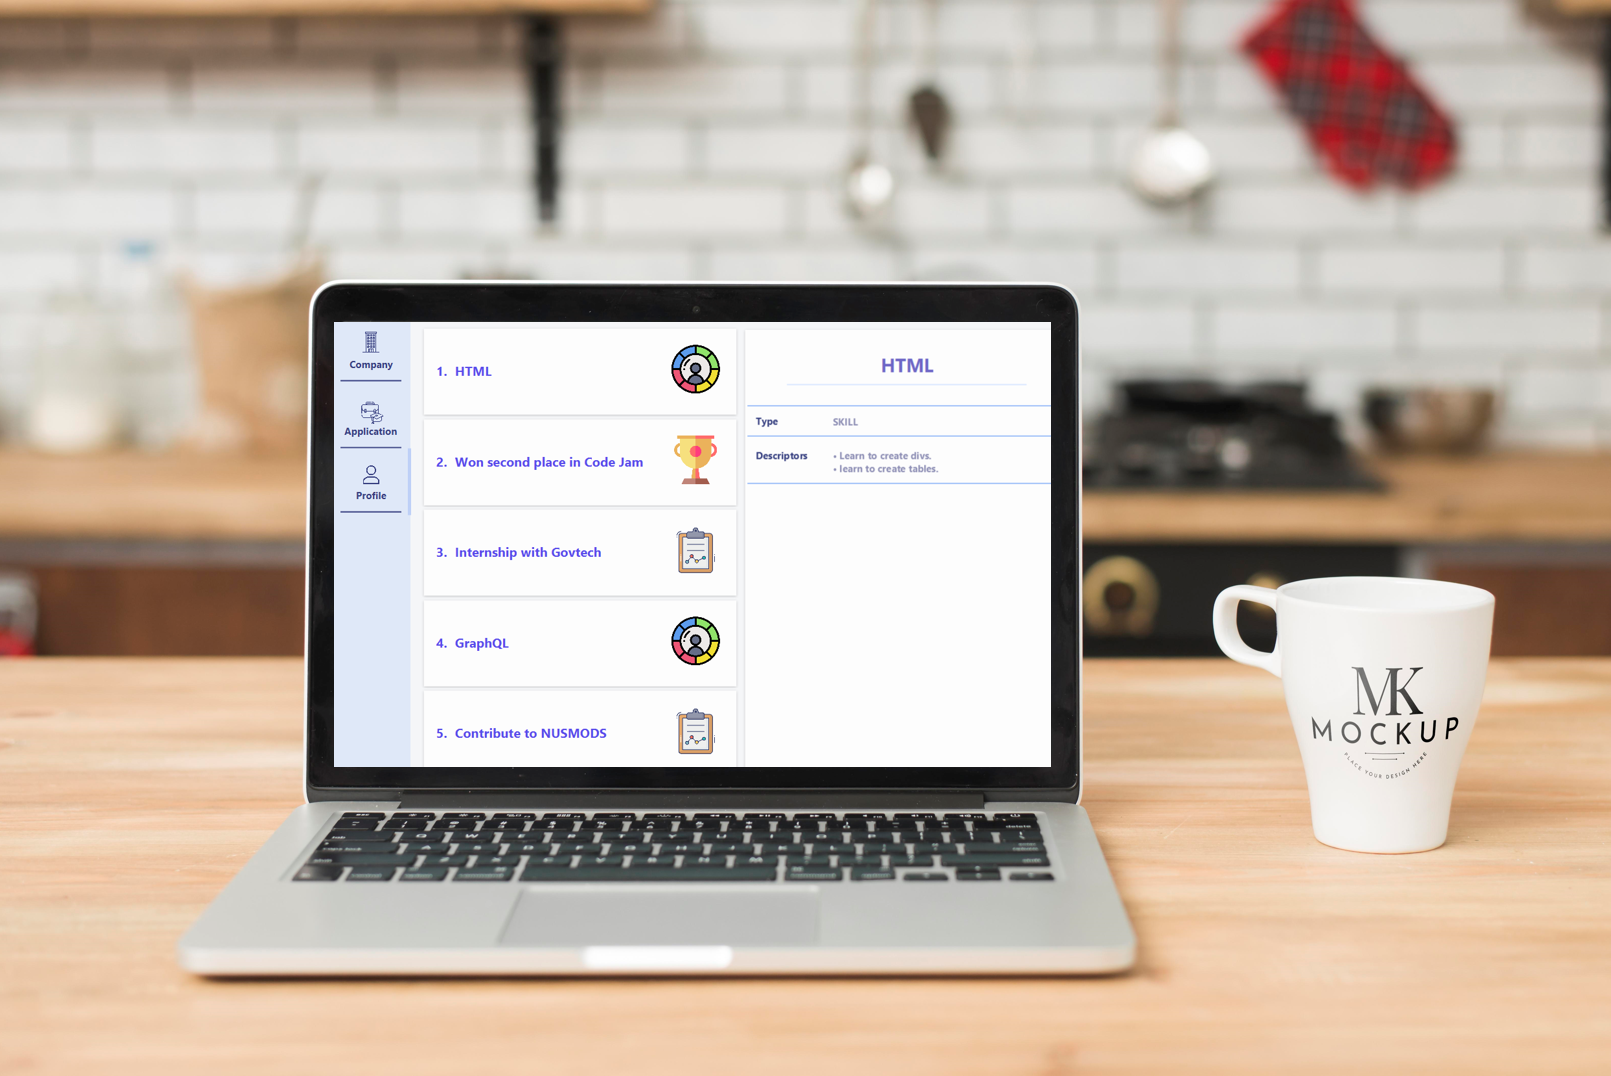 Company
Application
Profile
1. HTML
2. Won second place in Code Jam
3. Internship with Govtech
4. GraphQL
5. Contribute to NUSMODS
HTML
Type SKILL
Descriptors • Learn to create divs.
• learn to create tables.
MK
MOCKUP
PLACE YOUR DESIGN HERE
delete